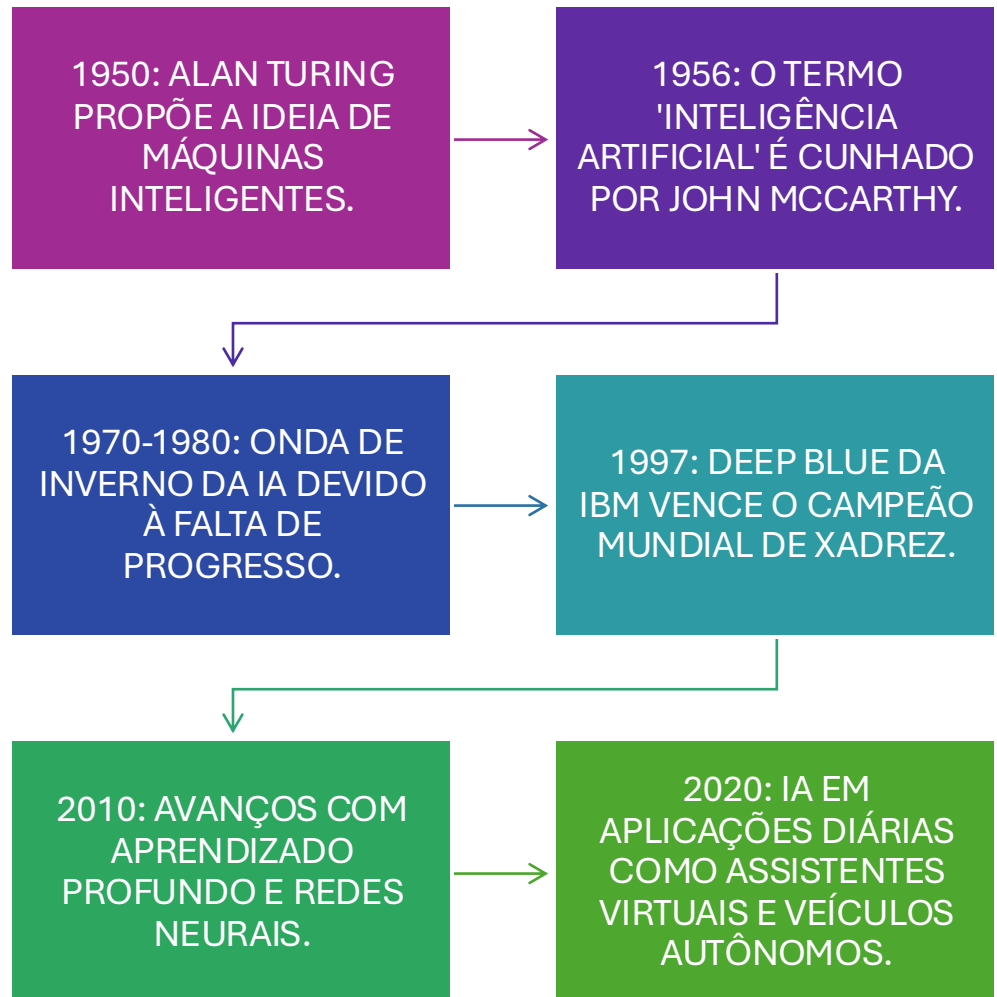 1950: ALAN TURING
PROPÕE A IDEIA DE
MÁQUINAS
INTELIGENTES.
1956: O TERMO
'INTELIGÊNCIA
ARTIFICIAL' É CUNHADO
POR JOHN MCCARTHY.
1970-1980: ONDA DE
INVERNO DA IA DEVIDO
À FALTA DE
PROGRESSO.
1997: DEEP BLUE DA
IBM VENCE O CAMPEÃO
MUNDIAL DE XADREZ.
2010: AVANÇOS COM
APRENDIZADO
PROFUNDO E REDES
NEURAIS.
2020: IA EM
APLICAÇÕES DIÁRIAS
COMO ASSISTENTES
VIRTUAIS E VEÍCULOS
AUTÔNOMOS.